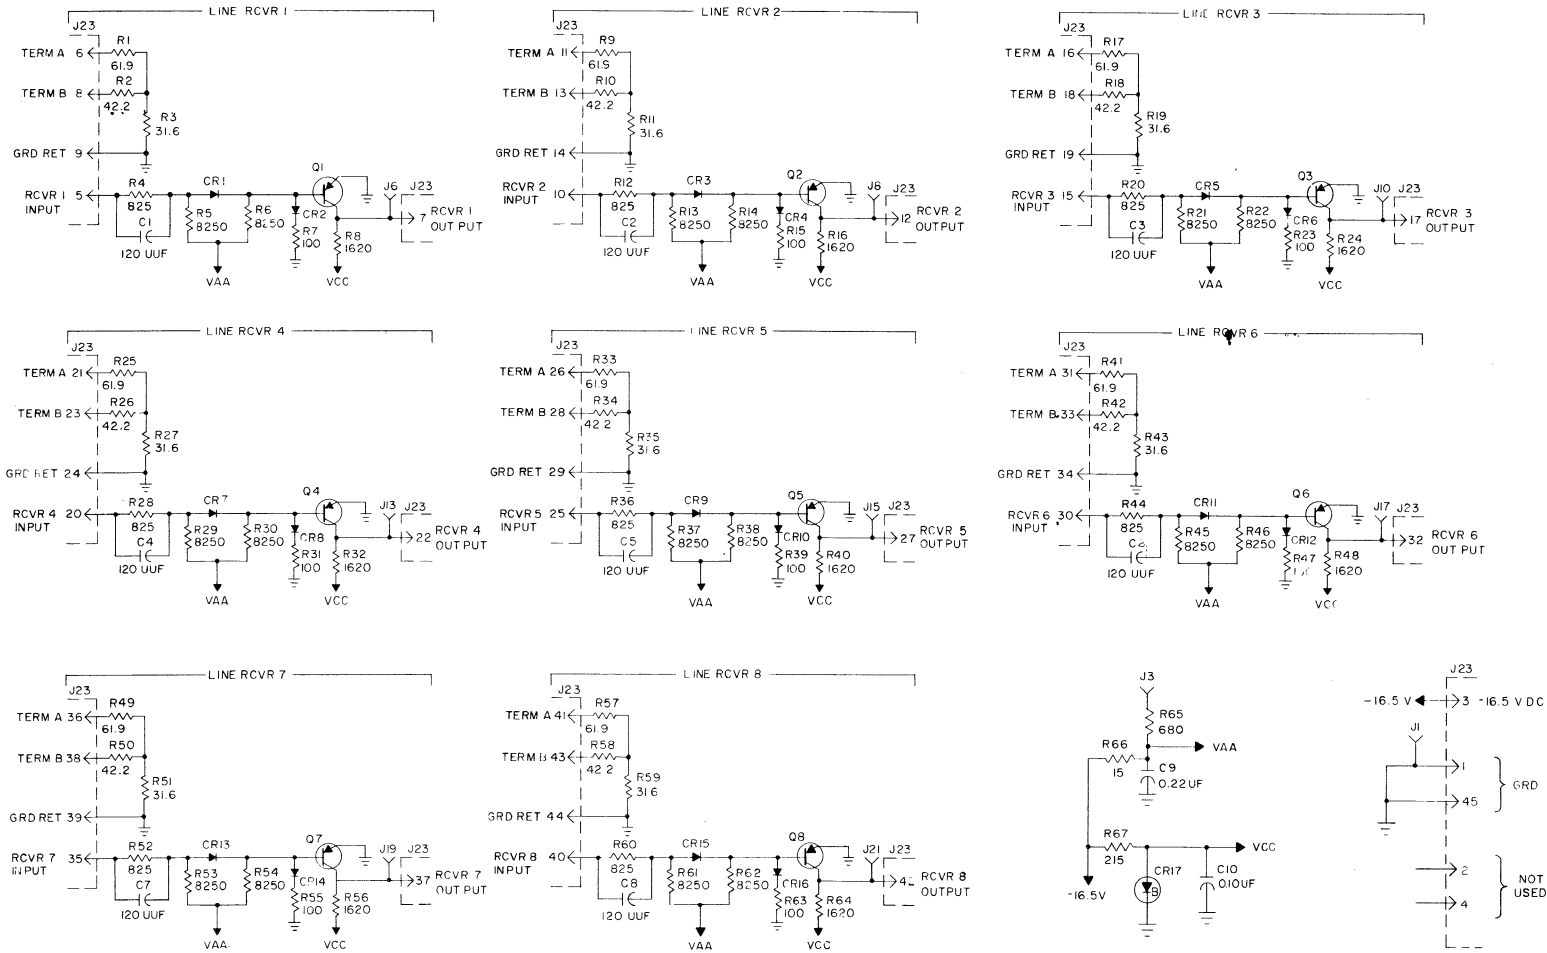 LINE RCVR 1
J23
TERM A 6
R1
61.9
R2
TERM B 8
42.2
R3
31.6
GRD RET 9
RCVR 1 5
INPUT
R4
825
C1
120 UUF
CR1
R5
8250
R6
8250
VAA
CR2
R7
100
Q1
R8
1620
VCC
J6
J23
7
RCVR 1
OUTPUT
LINE RCVR 2
J23
TERM A 11
R9
61.9
R10
TERM B 13
42.2
R11
31.6
GRD RET 14
RCVR 2 10
INPUT
R12
825
C2
120 UUF
CR3
R13
8250
R14
8250
VAA
CR4
R15
100
Q2
R16
1620
VCC
J8
J23
12
RCVR 2
OUTPUT
LINE RCVR 3
J23
TERM A 16
R17
61.9
R18
TERM B 18
42.2
R19
31.6
GRD RET 19
RCVR 3 15
INPUT
R20
825
C3
120 UUF
CR5
R21
8250
R22
8250
VAA
CR6
R23
100
Q3
R24
1620
VCC
J10
J23
17
RCVR 3
OUTPUT
LINE RCVR 4
J23
TERM A 21
R25
61.9
R26
TERM B 23
42.2
R27
31.6
GRD RET 24
RCVR 4 20
INPUT
R28
825
C4
120 UUF
CR7
R29
8250
R30
8250
VAA
CR8
R31
100
Q4
R32
1620
VCC
J13
J23
22
RCVR 4
OUTPUT
LINE RCVR 5
J23
TERM A 26
R33
61.9
R34
TERM B 28
42.2
R35
31.6
GRD RET 29
RCVR 5 25
INPUT
R36
825
C5
120 UUF
CR9
R37
8250
R38
8250
VAA
CR10
R39
100
Q5
R40
1620
VCC
J15
J23
27
RCVR 5
OUTPUT
LINE RCVR 6
J23
TERM A 31
R41
61.9
R42
TERM B 33
42.2
R43
31.6
GRD RET 34
RCVR 6 30
INPUT
R44
825
120 UUF
CR11
R45
8250
R46
8250
VAA
CR12
R47
Q6
R48
1620
VCC
J17
J23
32
RCVR 6
OUTPUT
LINE RCVR 7
J23
TERM A 36
R49
61.9
R50
TERM B 38
42.2
R51
31.6
GRD RET 39
RCVR 7 35
INPUT
R52
825
C7
120 UUF
CR13
R53
8250
R54
8250
VAA
CR14
R55
100
Q7
R56
1620
VCC
J19
J23
37
RCVR 7
OUTPUT
LINE RCVR 8
J23
TERM A 41
R57
61.9
R58
TERM B 43
42.2
R59
31.6
GRD RET 44
RCVR 8 40
INPUT
R60
825
C8
120 UUF
CR15
R61
8250
R62
8250
VAA
CR16
R63
100
Q8
R64
1620
VCC
J21
J23
42
RCVR 8
OUTPUT
J3
R65
680
VAA
R66
15
C9
0.22UF
R67
215
VCC
CR17
B
C10
0.10UF
-16.5V
J23
-16.5 V
3 -16.5 VDC
J1
1
45
GRD
2
4
NOT
USED